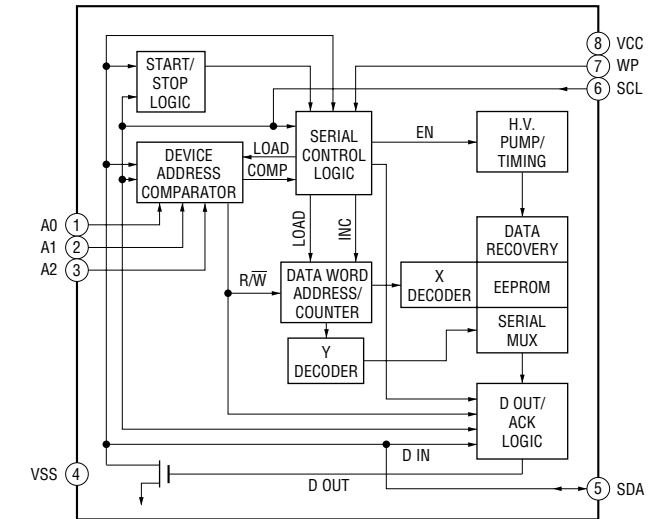 8 VCC
START/
STOP
LOGIC
7 WP
6 SCL
SERIAL
CONTROL
LOGIC
EN
H.V.
PUMP/
TIMING
DEVICE
ADDRESS
COMPARATOR
LOAD
COMP
A0 1
A1 2
A2 3
LOAD
INC
DATA
RECOVERY
R/W̅
DATA WORD
ADDRESS/
COUNTER
X
DECODER
EEPROM
SERIAL
MUX
Y
DECODER
D OUT/
ACK
LOGIC
D IN
VSS 4
D OUT
5 SDA